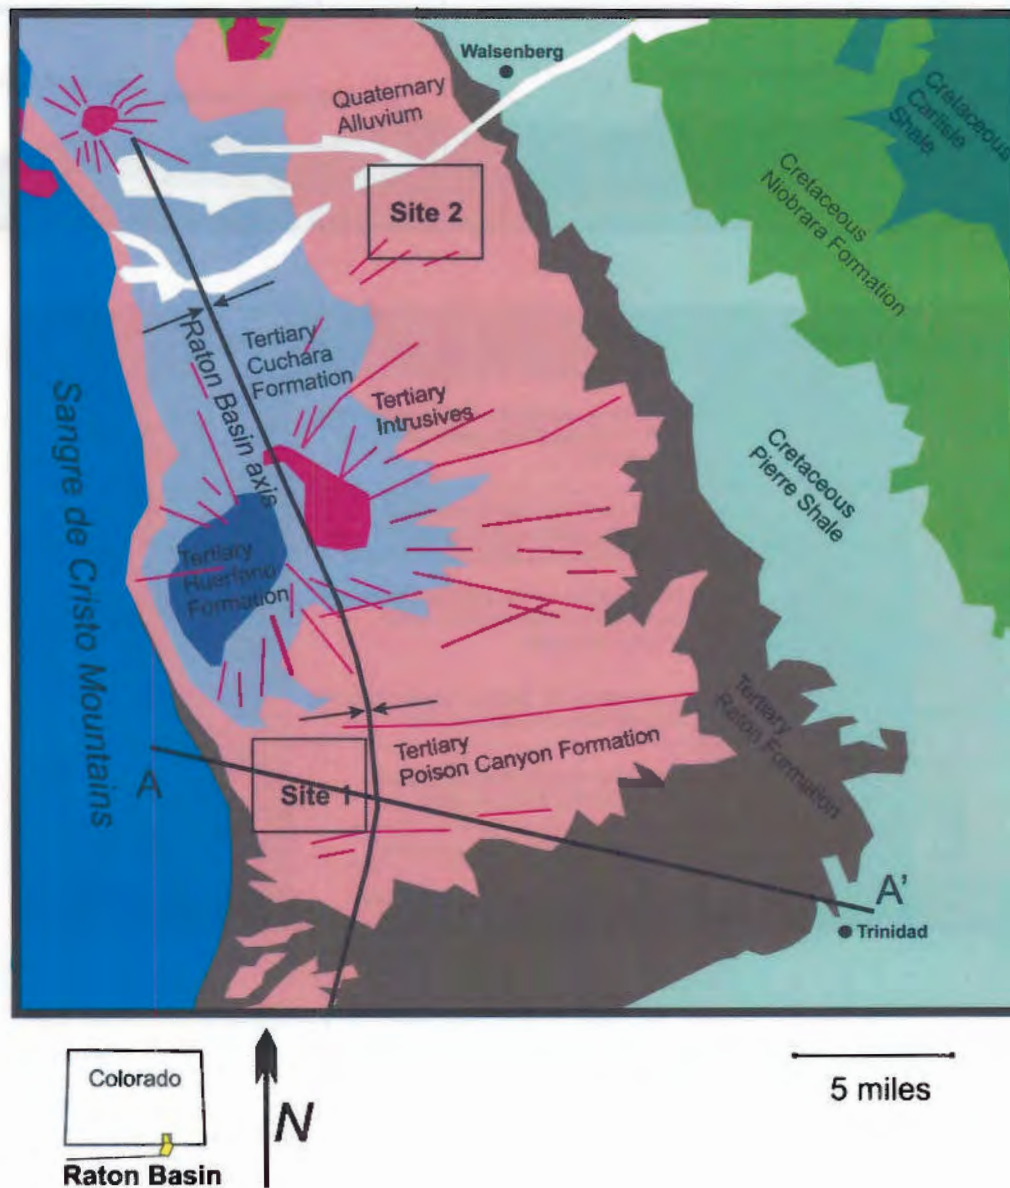 Walsenberg
Quaternary
Alluvium
Cretaceous
Carlisle
Shale
Cretaceous
Niobrara Formation
Site 2
Raton Basin axis
Tertiary
Cuchara
Formation
Tertiary
Intrusives
Sangre de Cristo Mountains
Cretaceous
Pierre Shale
Tertiary
Huerfano
Formation
Tertiary
Raton Formation
Tertiary
Poison Canyon Formation
A
Site 1
A'
Trinidad
Colorado
Raton Basin
N
5 miles